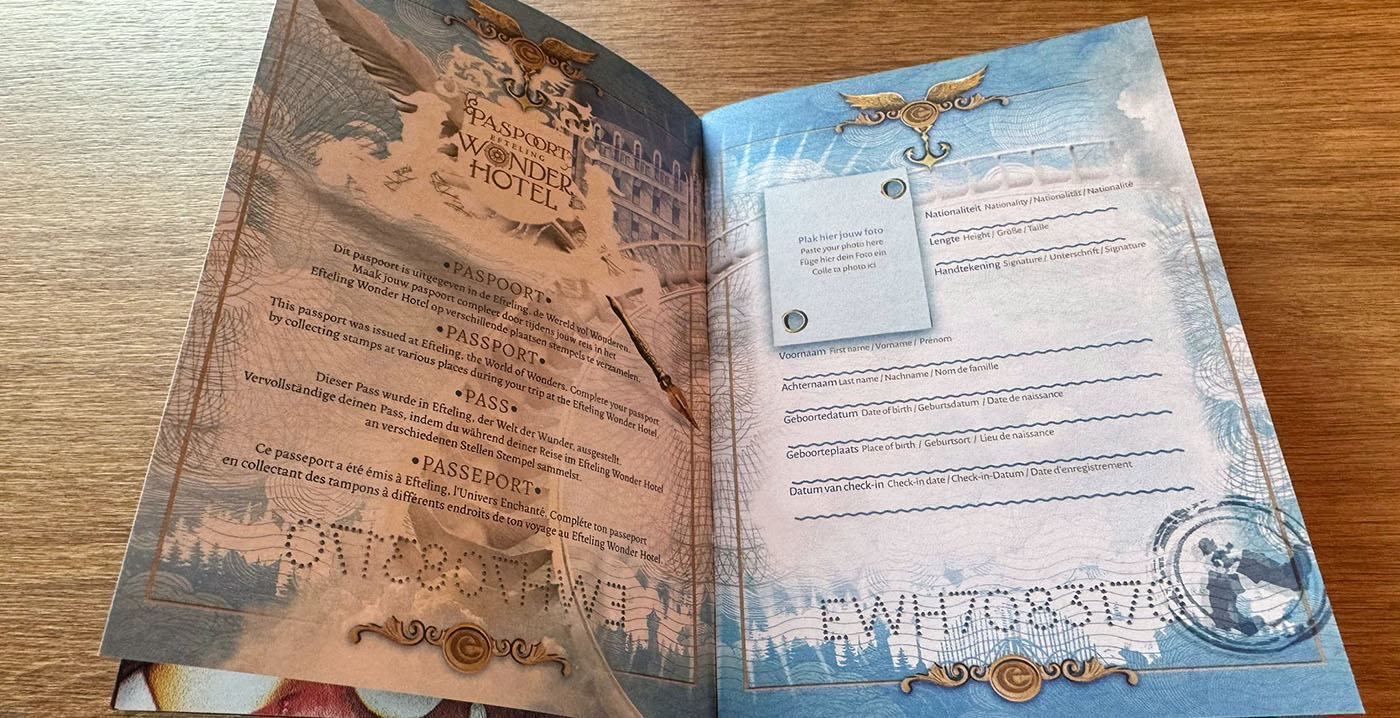 PASPOORT
EFTELING
WONDER
HOTEL
•PASPOORT•
Dit paspoort is uitgegeven in de Efteling, de Wereld vol Wonderen.
Maak jouw paspoort compleet door tijdens jouw reis in het
Efteling Wonder Hotel op verschillende plaatsen stempels te verzamelen.
•PASSPORT•
This passport was issued at Efteling, the World of Wonders. Complete your passport
by collecting stamps at various places during your trip at the Efteling Wonder Hotel.
•PASS•
Dieser Pass wurde in Efteling, der Welt der Wunder, ausgestellt.
Vervollständige deinen Pass, indem du während deiner Reise im Efteling Wonder Hotel
an verschiedenen Stellen Stempel sammelst.
•PASSEPORT•
Ce passeport a été émis à Efteling, l'Univers Enchanté. Complète ton passeport
en collectant des tampons à différents endroits de ton voyage au Efteling Wonder Hotel.
Plak hier jouw foto
Paste your photo here
Füge hier dein Foto ein
Colle ta photo ici
Nationaliteit Nationality / Nationalität / Nationalité
Lengte Height / Größe / Taille
Handtekening Signature / Unterschrift / Signature
Voornaam First name / Vorname / Prénom
Achternaam Last name / Nachname / Nom de famille
Geboortedatum Date of birth / Geburtsdatum / Date de naissance
Geboorteplaats Place of birth / Geburtsort / Lieu de naissance
Datum van check-in Check-in date / Check-in-Datum / Date d'enregistrement